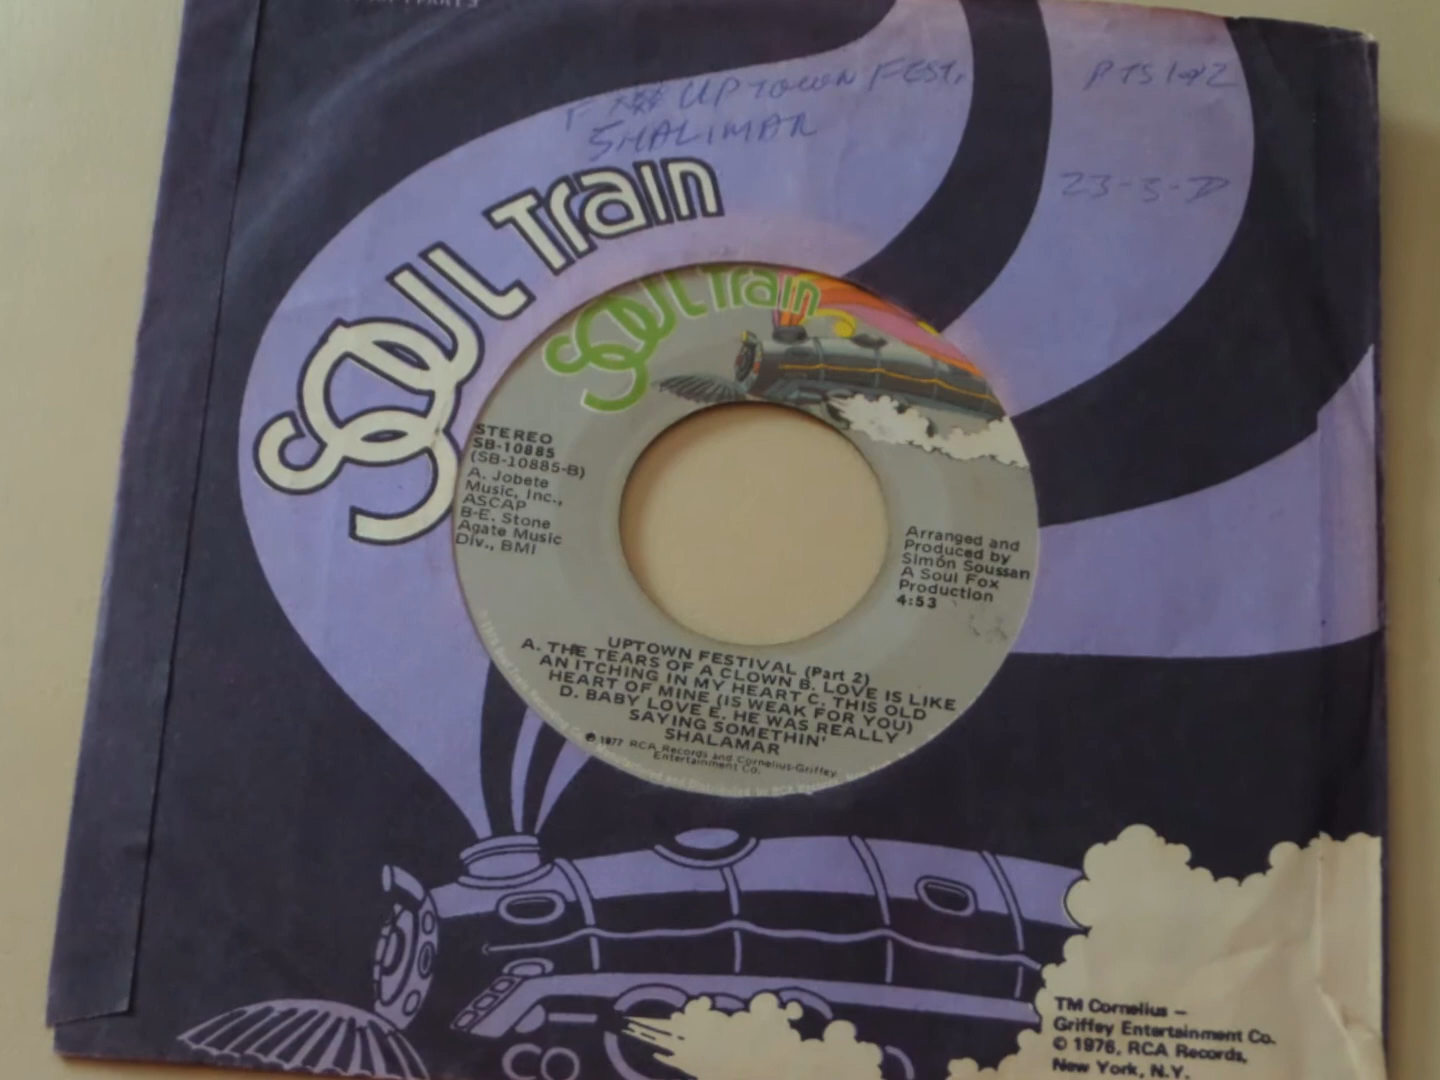 UPTOWN FEST. PTS 1+2
SHALIMAR
Soul Train
Soul Train
STEREO
SB-10885
(SB-10885-B)
A. Jobete
Music, Inc.,
ASCAP
B-E. Stone
Agate Music
Div., BMI
Arranged and
Produced by
Simón Soussan
A Soul Fox
Production
4:53
UPTOWN FESTIVAL (Part 2)
A. THE TEARS OF A CLOWN B. LOVE IS LIKE
AN ITCHING IN MY HEART C. THIS OLD
HEART OF MINE (IS WEAK FOR YOU)
D. BABY LOVE E. HE WAS REALLY
SAYING SOMETHIN'
SHALAMAR
℗ 1977 RCA Records and Cornelius-Griffey
Entertainment Co.
TM Cornelius –
Griffey Entertainment Co.
© 1976, RCA Records,
New York, N.Y.